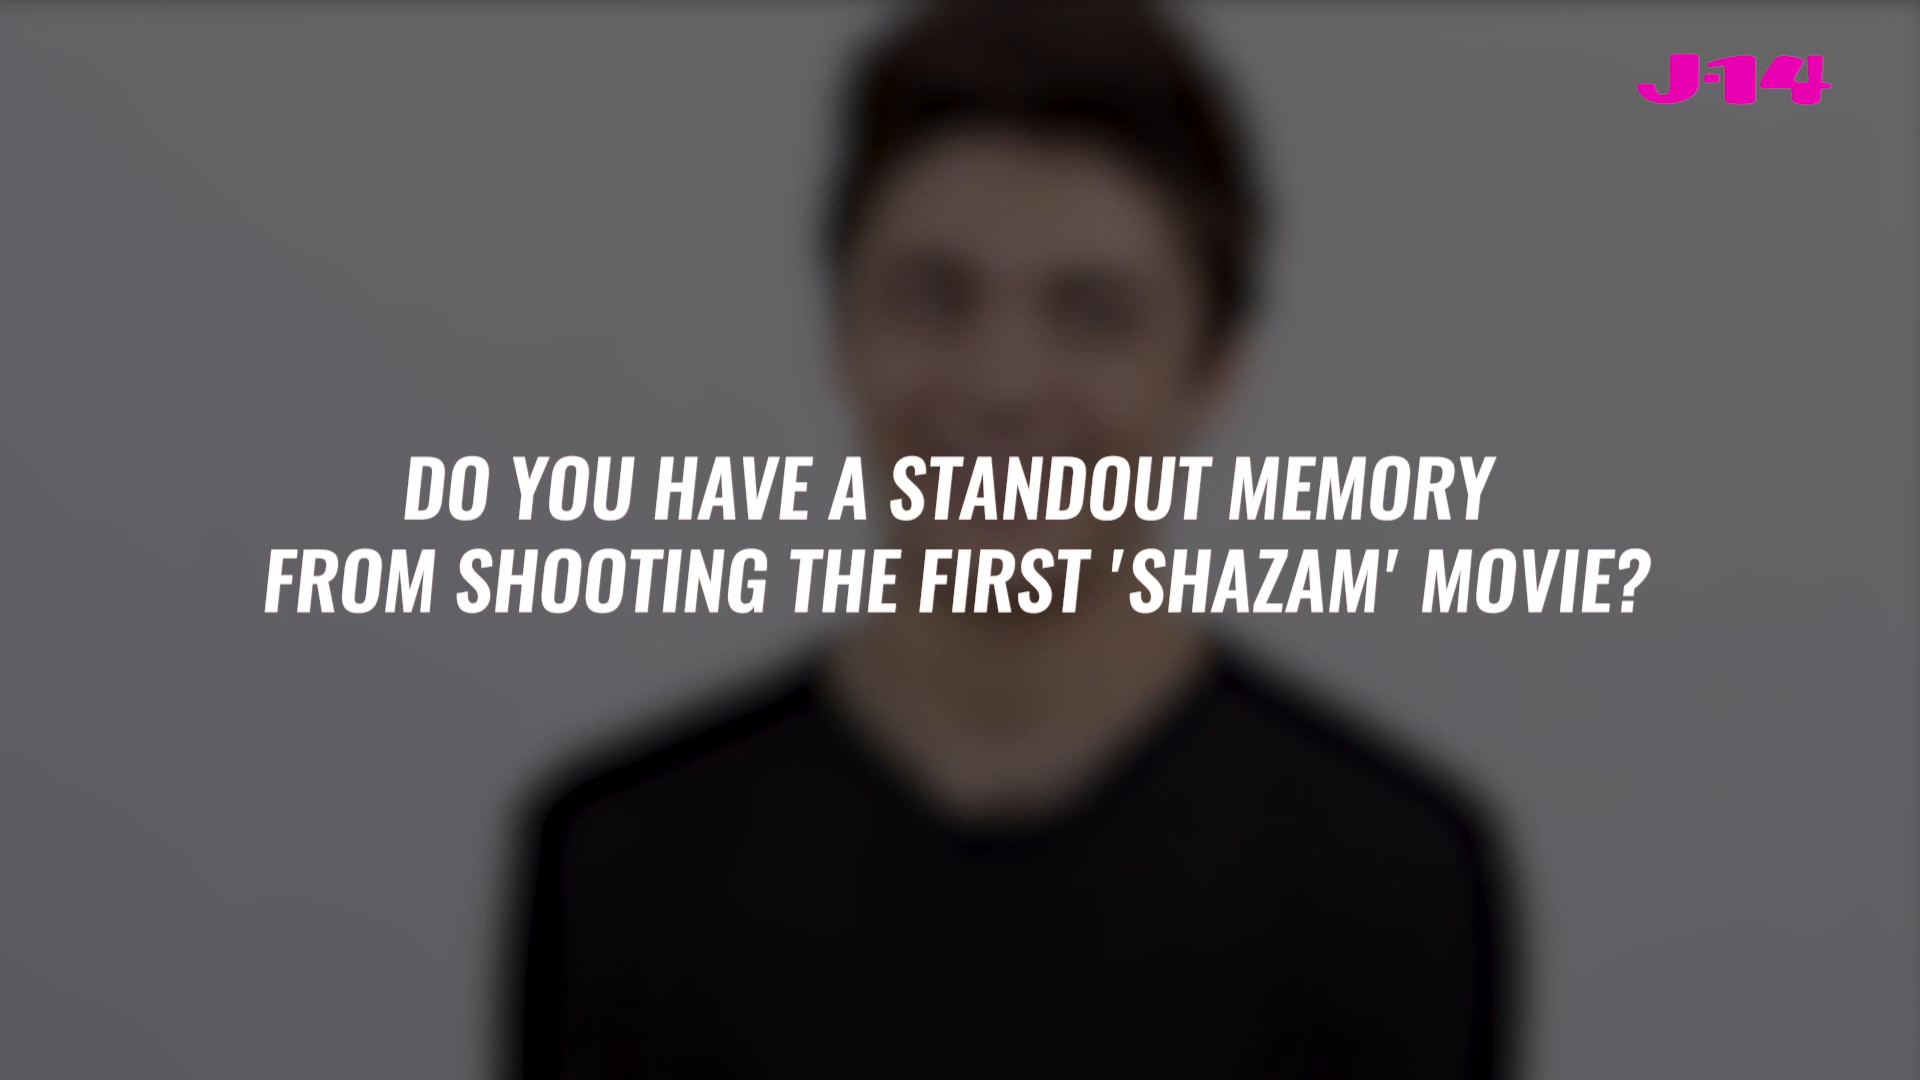 J-14
DO YOU HAVE A STANDOUT MEMORY
FROM SHOOTING THE FIRST 'SHAZAM' MOVIE?